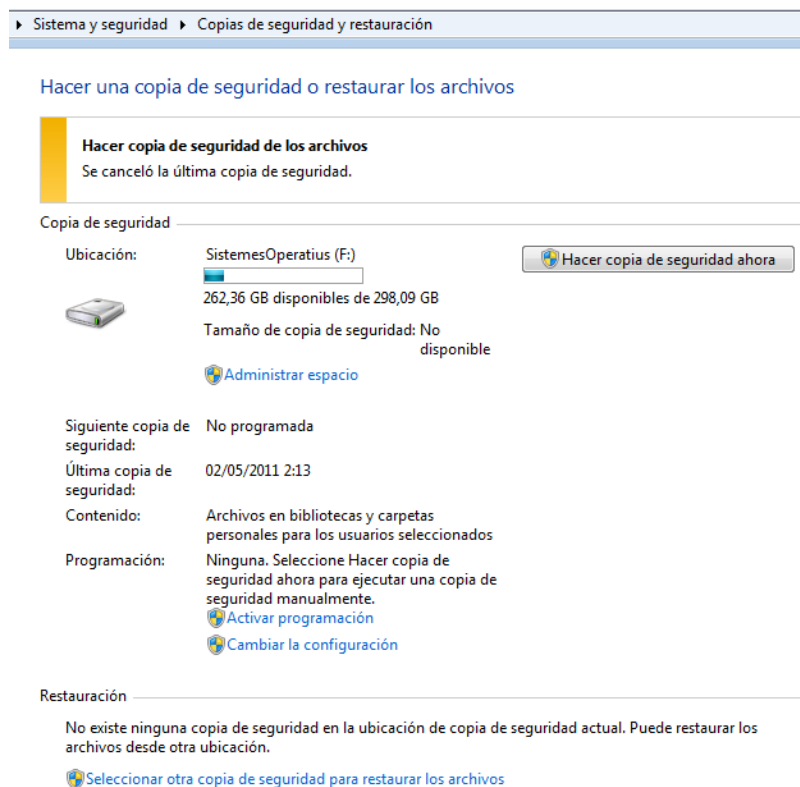 Sistema y seguridad Copias de seguridad y restauración
Hacer una copia de seguridad o restaurar los archivos
Hacer copia de seguridad de los archivos
Se canceló la última copia de seguridad.
Copia de seguridad
Ubicación: SistemesOperatius (F:) Hacer copia de seguridad ahora
262,36 GB disponibles de 298,09 GB
Tamaño de copia de seguridad: No
disponible
Administrar espacio
Siguiente copia de No programada
seguridad:
Última copia de 02/05/2011 2:13
seguridad:
Contenido: Archivos en bibliotecas y carpetas
personales para los usuarios seleccionados
Programación: Ninguna. Seleccione Hacer copia de
seguridad ahora para ejecutar una copia de
seguridad manualmente.
Activar programación
Cambiar la configuración
Restauración
No existe ninguna copia de seguridad en la ubicación de copia de seguridad actual. Puede restaurar los
archivos desde otra ubicación.
Seleccionar otra copia de seguridad para restaurar los archivos